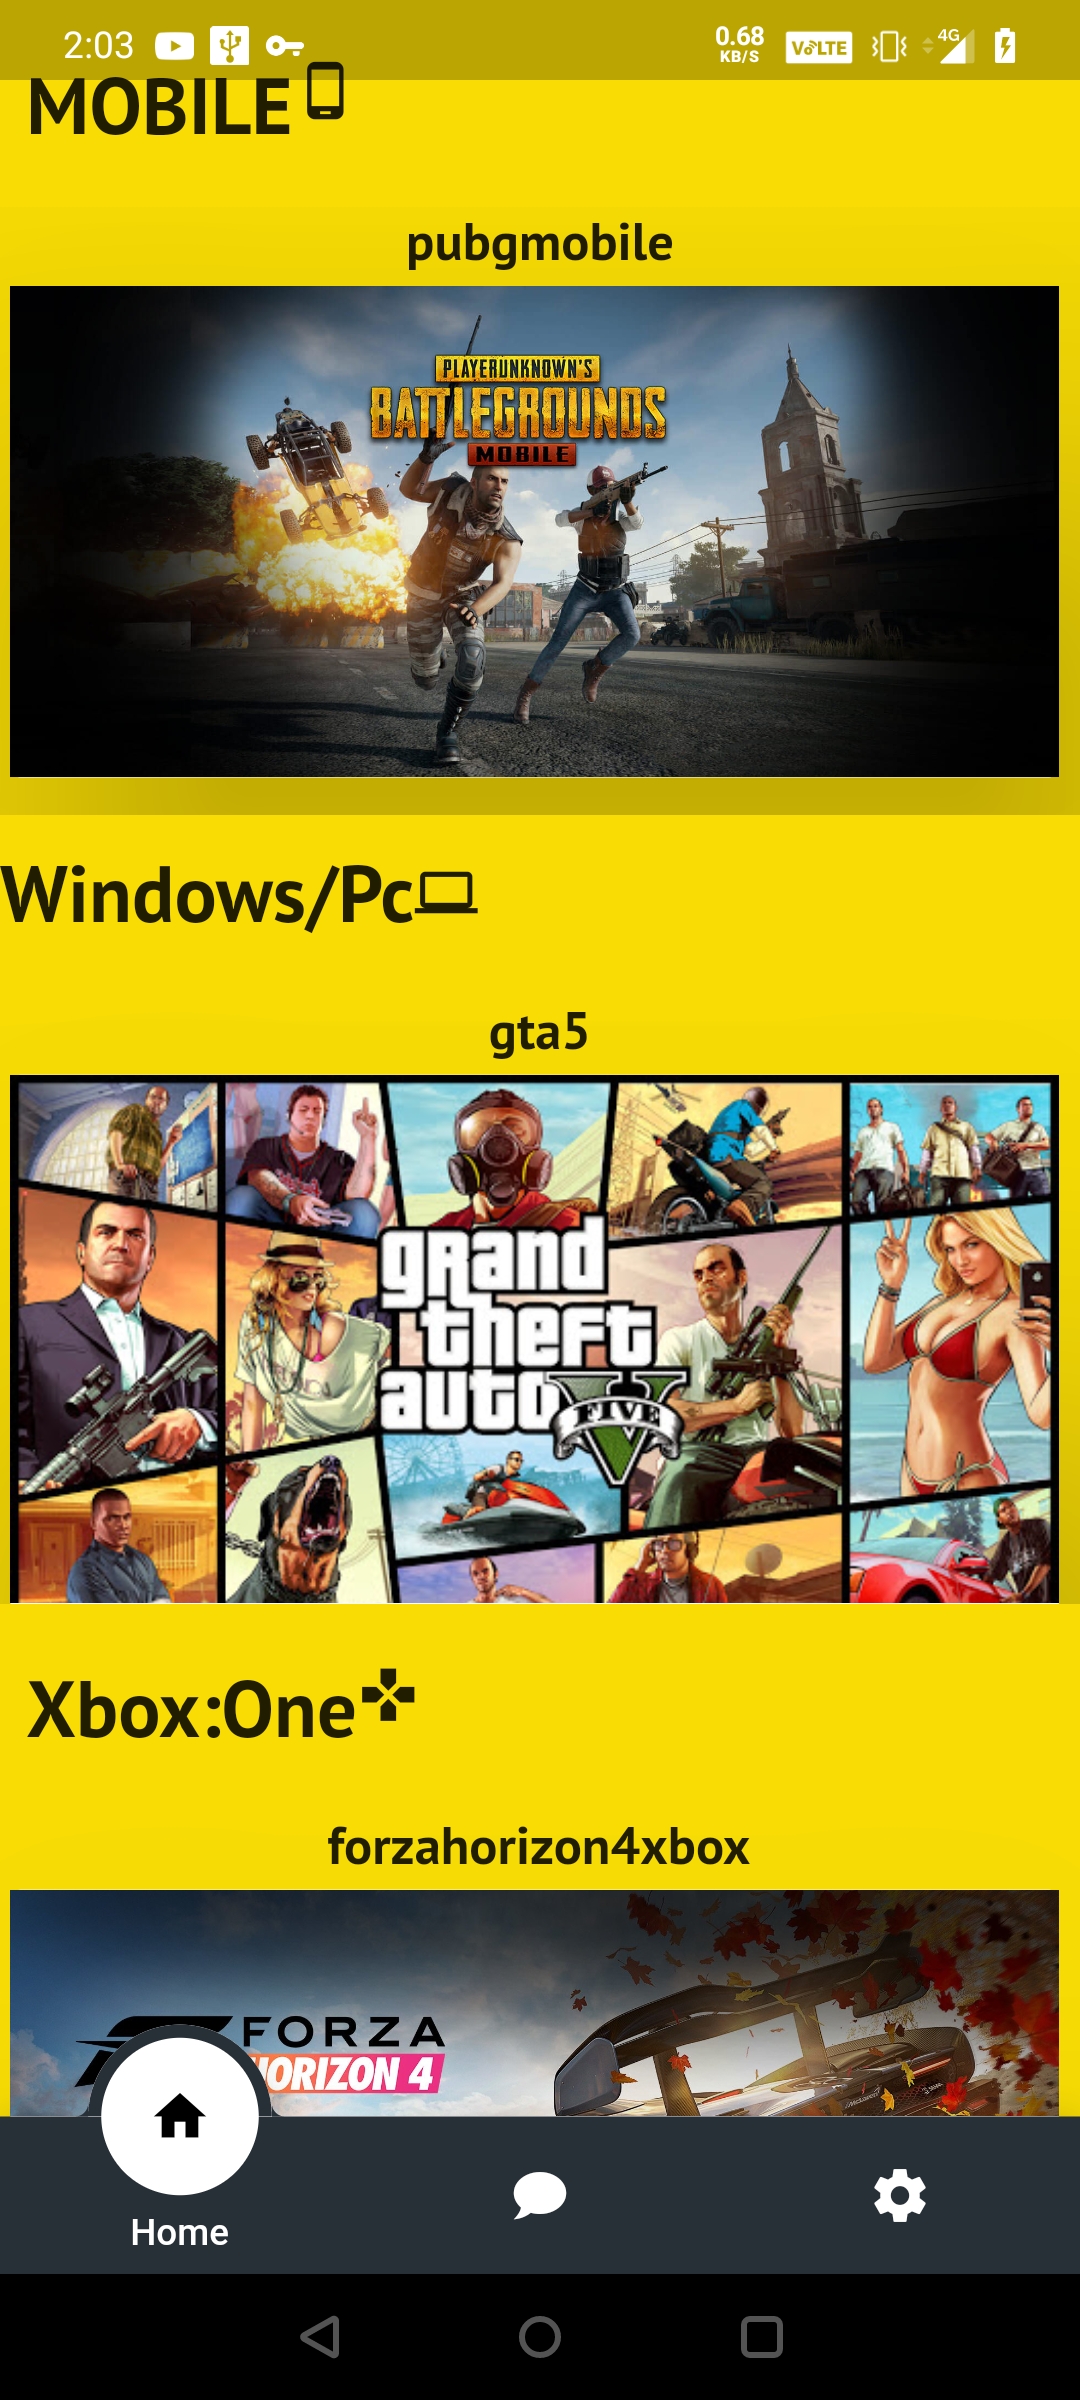 2:03 0.68 KB/S VoLTE 4G
MOBILE
pubgmobile
PLAYERUNKNOWN'S
BATTLEGROUNDS
MOBILE
Windows/Pc
gta5
grand
theft
auto
FIVE
Xbox:One
forzahorizon4xbox
FORZA
HORIZON 4
Home